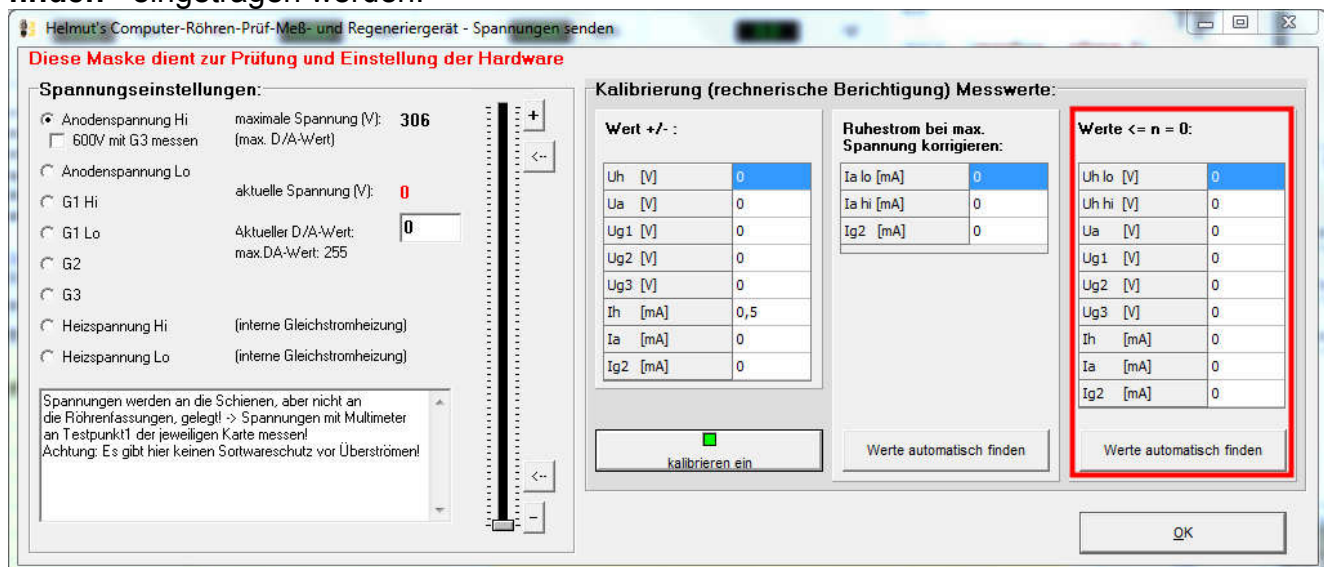 finden" eingetragen werden.
Helmut's Computer-Röhren-Prüf-Meß- und Regeneriergerät - Spannungen senden
Diese Maske dient zur Prüfung und Einstellung der Hardware
Spannungseinstellungen:
Anodenspannung Hi
600V mit G3 messen
Anodenspannung Lo
G1 Hi
G1 Lo
G2
G3
Heizspannung Hi
Heizspannung Lo
maximale Spannung (V): 306
(max. D/A-Wert)
aktuelle Spannung (V): 0
Aktueller D/A-Wert: 0
max.DA-Wert: 255
(interne Gleichstromheizung)
(interne Gleichstromheizung)
+
<--
<--
-
Spannungen werden an die Schienen, aber nicht an
die Röhrenfassungen, gelegt! -> Spannungen mit Multimeter
an Testpunkt1 der jeweiligen Karte messen!
Achtung: Es gibt hier keinen Sortwareschutz vor Überströmen!
Kalibrierung (rechnerische Berichtigung) Messwerte:
Wert +/- :
Uh [V] 0
Ua [V] 0
Ug1 [V] 0
Ug2 [V] 0
Ug3 [V] 0
Ih [mA] 0,5
Ia [mA] 0
Ig2 [mA] 0
kalibrieren ein
Ruhestrom bei max.
Spannung korrigieren:
Ia lo [mA] 0
Ia hi [mA] 0
Ig2 [mA] 0
Werte automatisch finden
Werte <= n = 0:
Uh lo [V] 0
Uh hi [V] 0
Ua [V] 0
Ug1 [V] 0
Ug2 [V] 0
Ug3 [V] 0
Ih [mA] 0
Ia [mA] 0
Ig2 [mA] 0
Werte automatisch finden
OK